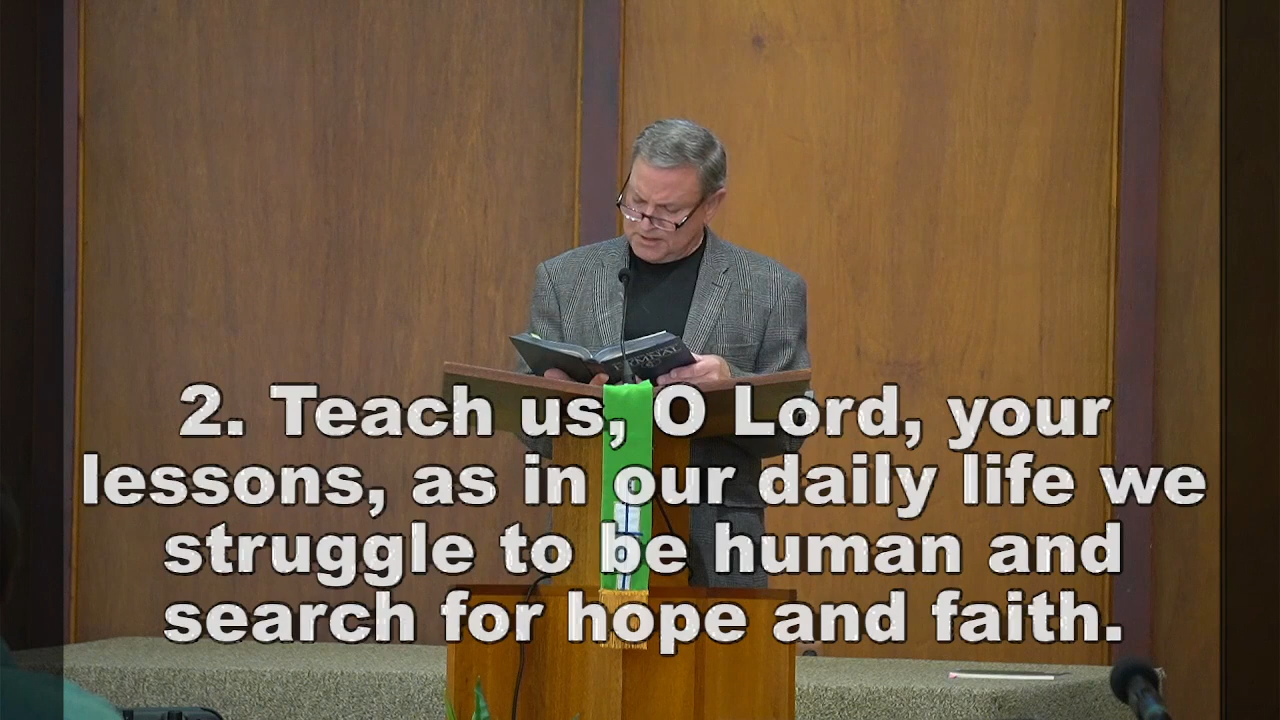 HYMNAL
2. Teach us, O Lord, your
lessons, as in our daily life we
struggle to be human and
search for hope and faith.